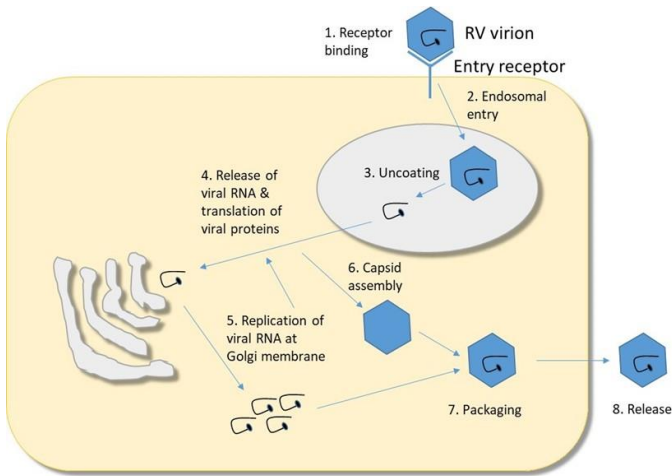 1. Receptor
binding
RV virion
Entry receptor
2. Endosomal
entry
3. Uncoating
4. Release of
viral RNA &
translation of
viral proteins
5. Replication of
viral RNA at
Golgi membrane
6. Capsid
assembly
7. Packaging
8. Release